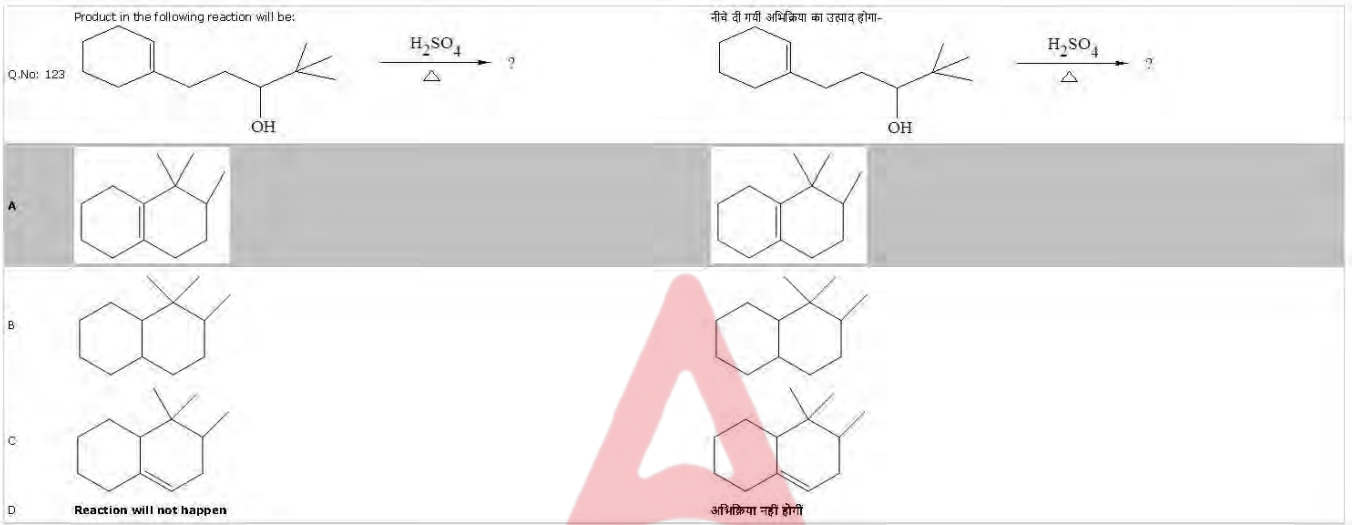 Product in the following reaction will be:
नीचे दी गयी अभिक्रिया का उत्पाद होगा-
Q.No: 123
OH
H2SO4
△
?
OH
H2SO4
△
?
A
B
C
D
Reaction will not happen
अभिक्रिया नहीं होगीं